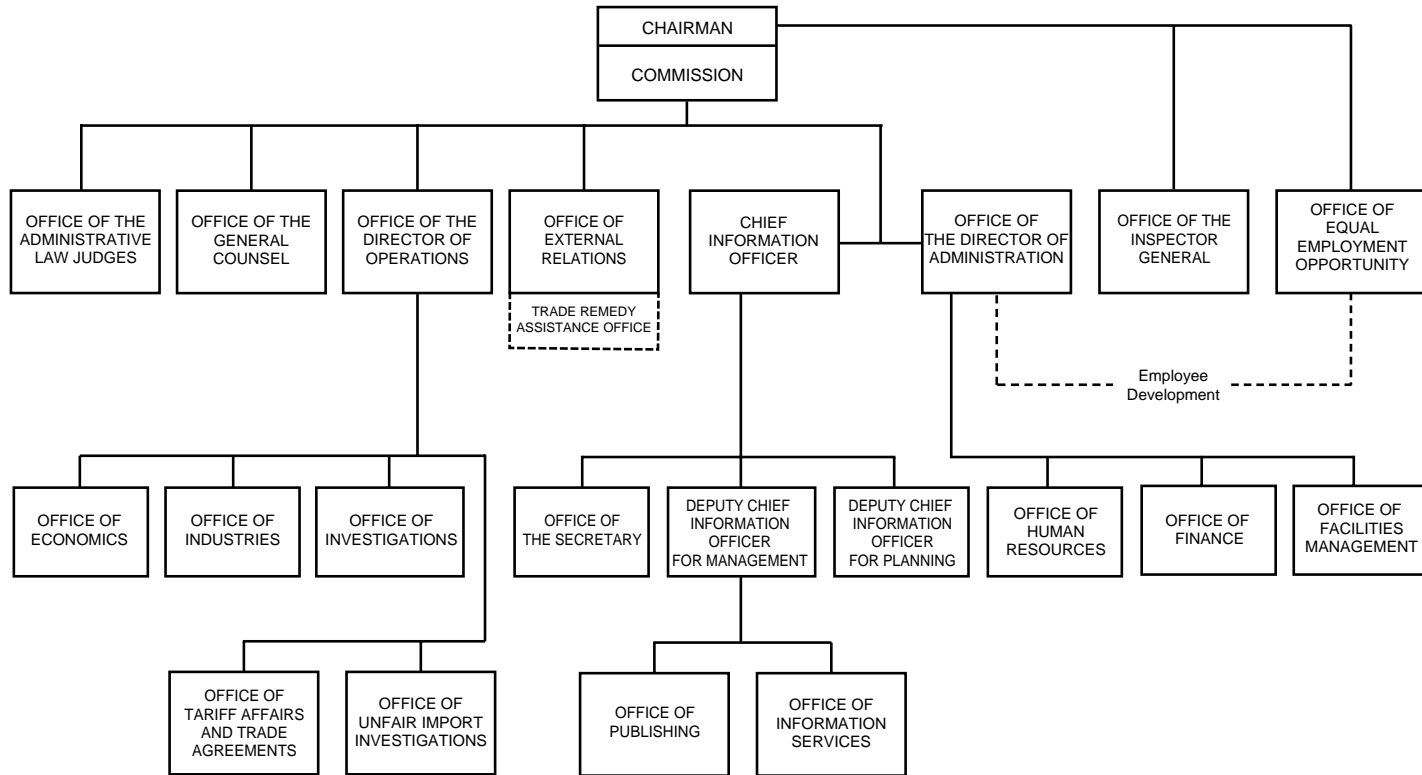 CHAIRMAN
COMMISSION
OFFICE OF THE
ADMINISTRATIVE
LAW JUDGES
OFFICE OF THE
GENERAL
COUNSEL
OFFICE OF THE
DIRECTOR OF
OPERATIONS
OFFICE OF
EXTERNAL
RELATIONS
TRADE REMEDY
ASSISTANCE OFFICE
CHIEF
INFORMATION
OFFICER
OFFICE OF
THE DIRECTOR OF
ADMINISTRATION
OFFICE OF THE
INSPECTOR
GENERAL
OFFICE OF
EQUAL
EMPLOYMENT
OPPORTUNITY
Employee
Development
OFFICE OF
ECONOMICS
OFFICE OF
INDUSTRIES
OFFICE OF
INVESTIGATIONS
OFFICE OF
THE SECRETARY
DEPUTY CHIEF
INFORMATION
OFFICER
FOR MANAGEMENT
DEPUTY CHIEF
INFORMATION
OFFICER
FOR PLANNING
OFFICE OF
HUMAN
RESOURCES
OFFICE OF
FINANCE
OFFICE OF
FACILITIES
MANAGEMENT
OFFICE OF
TARIFF AFFAIRS
AND TRADE
AGREEMENTS
OFFICE OF
UNFAIR IMPORT
INVESTIGATIONS
OFFICE OF
PUBLISHING
OFFICE OF
INFORMATION
SERVICES